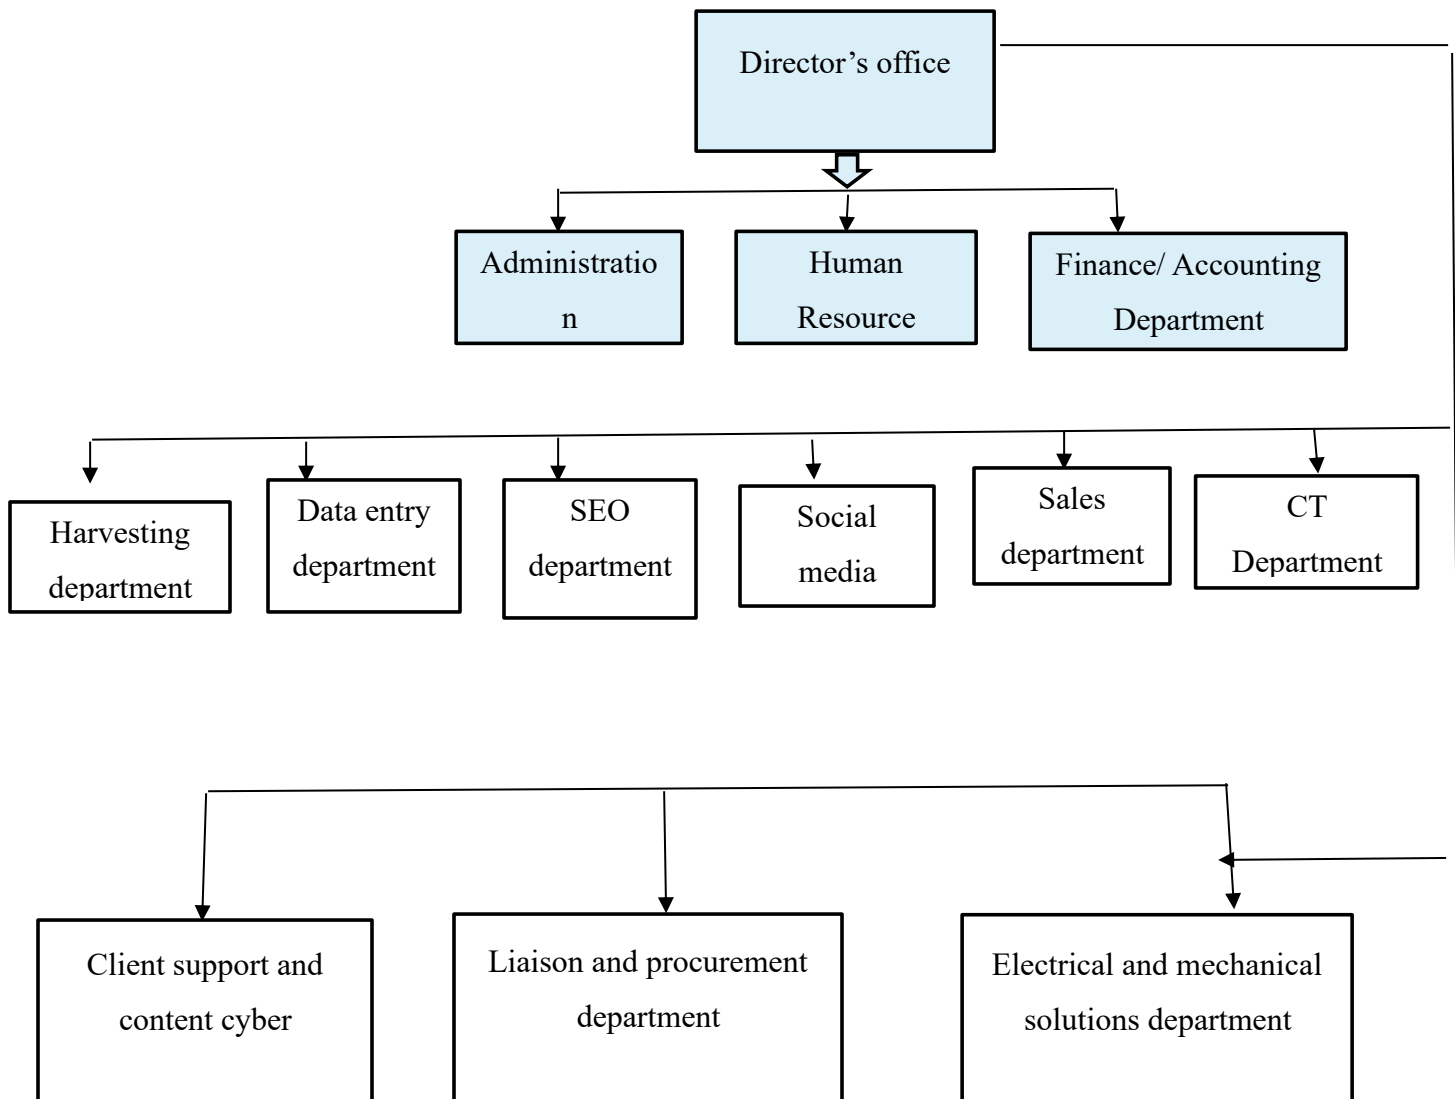 Director’s office
Administratio
n
Human
Resource
Finance/ Accounting
Department
Harvesting
department
Data entry
department
SEO
department
Social
media
Sales
department
CT
Department
Client support and
content cyber
Liaison and procurement
department
Electrical and mechanical
solutions department